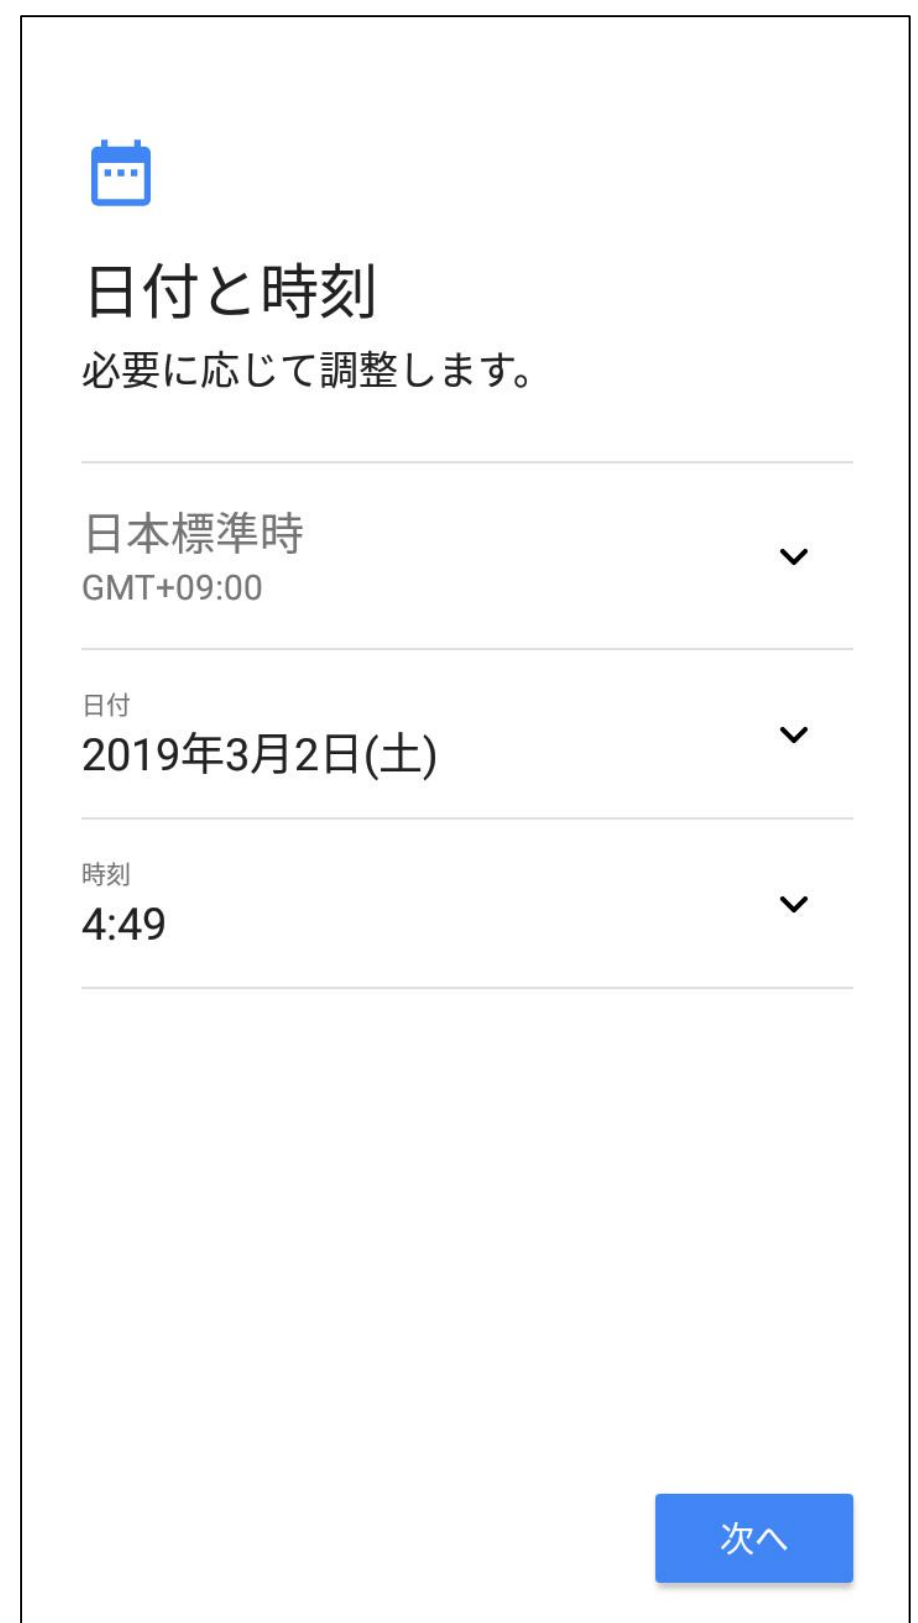 日付と時刻
必要に応じて調整します。
日本標準時
GMT+09:00
日付
2019年3月2日(土)
時刻
4:49
次へ